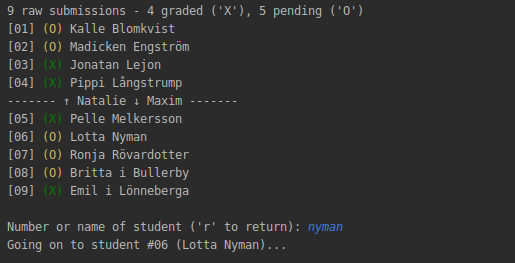 9 raw submissions - 4 graded ('X'), 5 pending ('O')
[01] (O) Kalle Blomkvist
[02] (O) Madicken Engström
[03] (X) Jonatan Lejon
[04] (X) Pippi Långstrump
------- ↑ Natalie ↓ Maxim -------
[05] (X) Pelle Melkersson
[06] (O) Lotta Nyman
[07] (O) Ronja Rövardotter
[08] (O) Britta i Bullerby
[09] (X) Emil i Lönneberga
Number or name of student ('r' to return): nyman
Going on to student #06 (Lotta Nyman)...